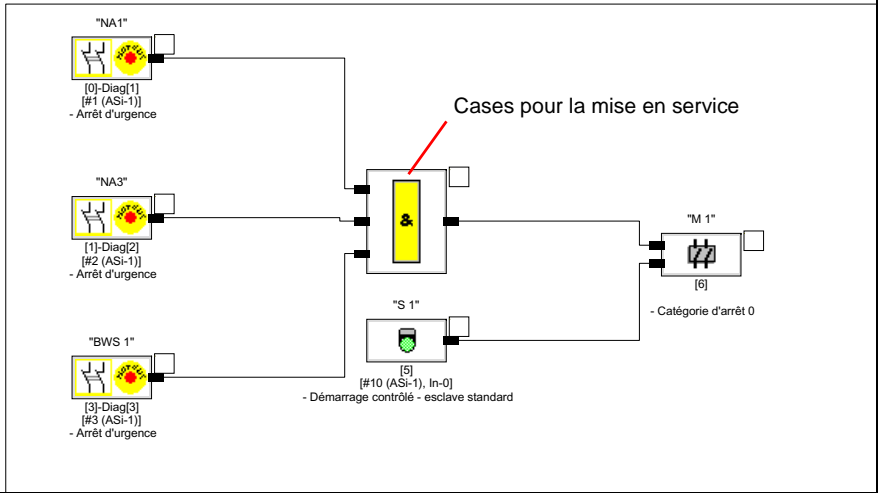 "NA1"
[0]-Diag[1]
[#1 (ASi-1)]
- Arrêt d'urgence
Cases pour la mise en service
"NA3"
[1]-Diag[2]
[#2 (ASi-1)]
- Arrêt d'urgence
&
"M 1"
[6]
- Catégorie d'arrêt 0
"S 1"
[5]
[#10 (ASi-1), In-0]
- Démarrage contrôlé - esclave standard
"BWS 1"
[3]-Diag[3]
[#3 (ASi-1)]
- Arrêt d'urgence